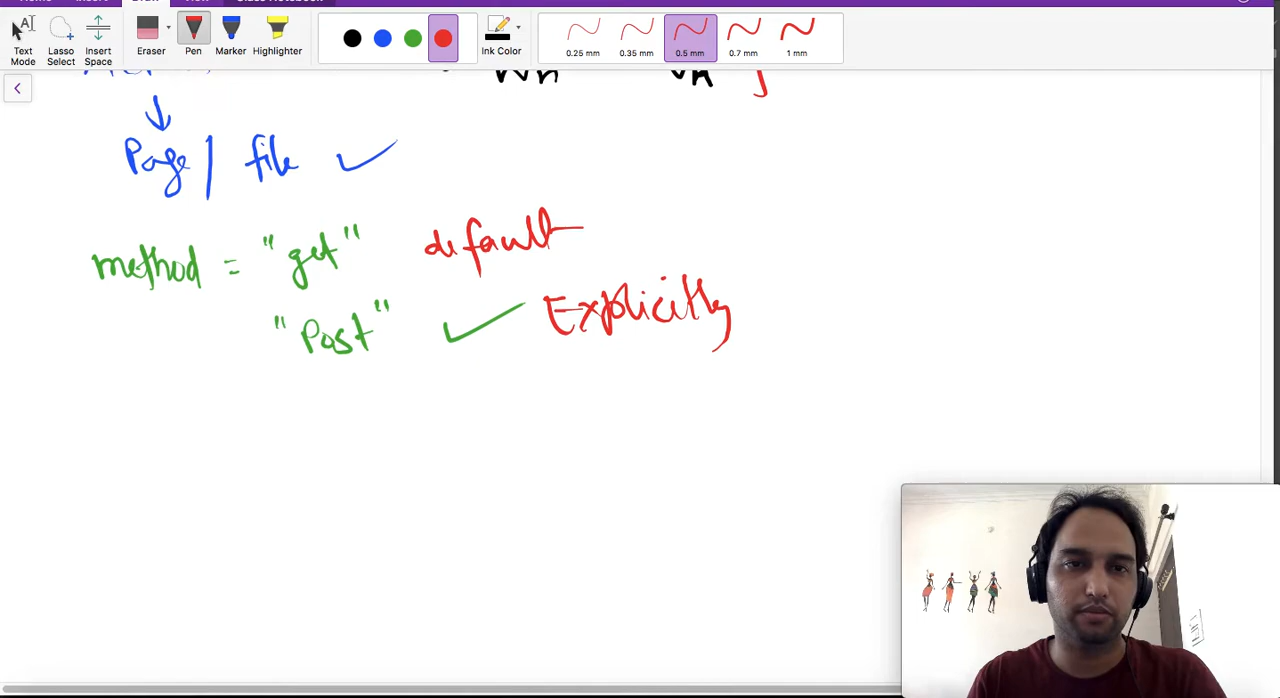 Text Mode
Lasso Select
Insert Space
Eraser
Pen
Marker
Highlighter
Ink Color
0.25 mm
0.35 mm
0.5 mm
0.7 mm
1 mm
Page / file
method = "get" default
"Post" Explicitly